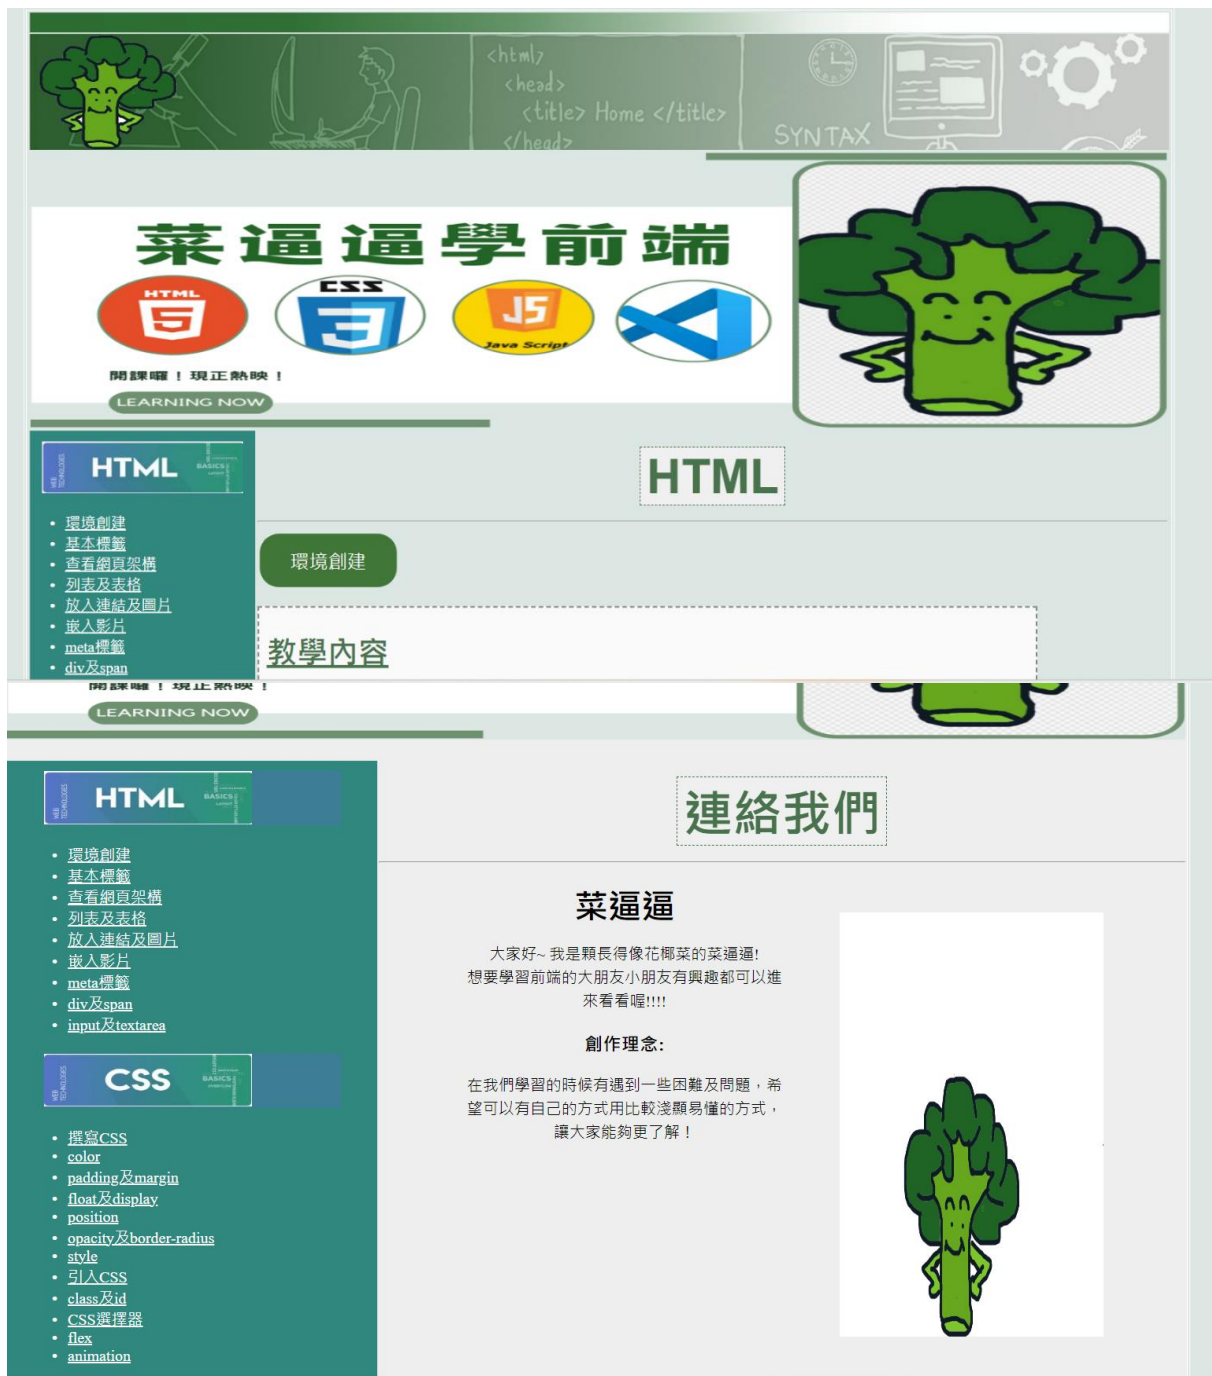 <html>
<head>
<title> Home </title>
</head>
SYNTAX
菜逼逼學前端
HTML
5
CSS
3
JS
Java Script
開課囉！現正熱映！
LEARNING NOW
WEB TECHNOLOGIES
HTML
BASICS
環境創建
基本標籤
查看網頁架構
列表及表格
放入連結及圖片
嵌入影片
meta標籤
div及span
HTML
環境創建
教學內容
開課囉！現正熱映！
LEARNING NOW
WEB TECHNOLOGIES
HTML
BASICS
環境創建
基本標籤
查看網頁架構
列表及表格
放入連結及圖片
嵌入影片
meta標籤
div及span
input及textarea
WEB TECHNOLOGIES
CSS
BASICS
撰寫CSS
color
padding及margin
float及display
position
opacity及border-radius
style
引入CSS
class及id
CSS選擇器
flex
animation
連絡我們
菜逼逼
大家好~ 我是顆長得像花椰菜的菜逼逼!
想要學習前端的大朋友小朋友有興趣都可以進
來看看喔!!!!
創作理念:
在我們學習的時候有遇到一些困難及問題，希
望可以有自己的方式用比較淺顯易懂的方式，
讓大家能夠更了解！